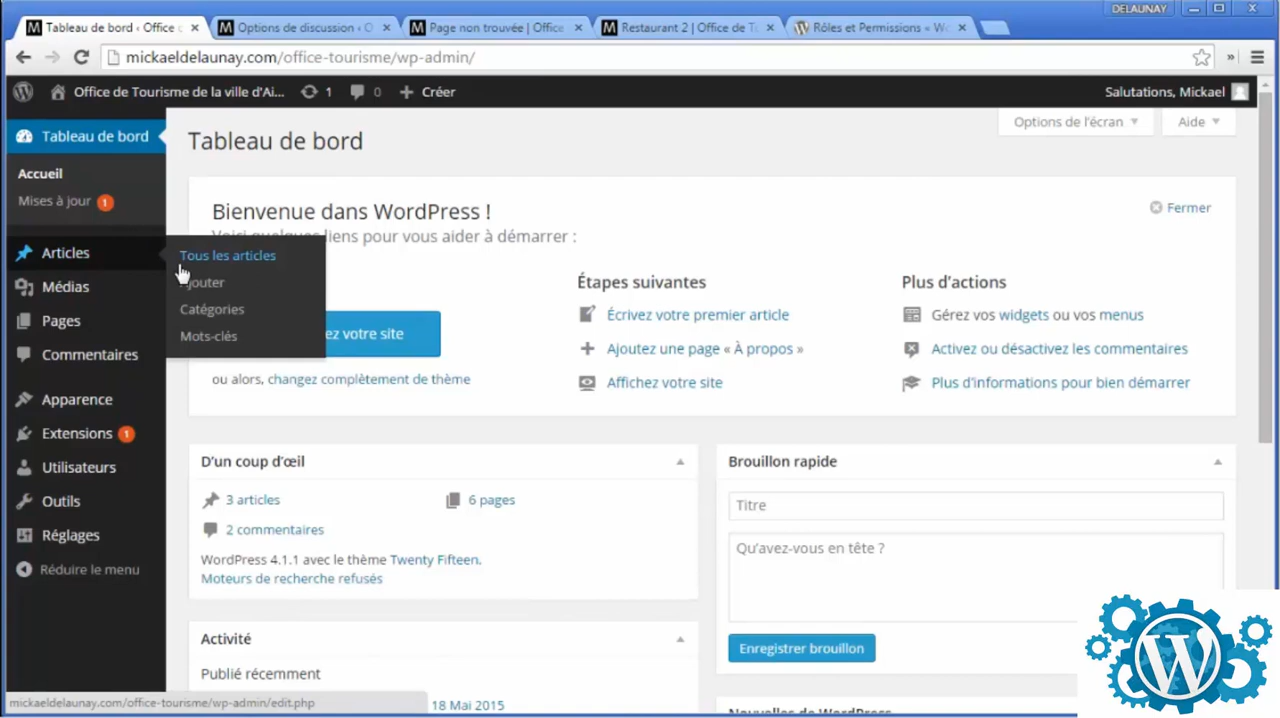 DELAUNAY
Tableau de bord ‹ Office
Options de discussion ‹ O
Page non trouvée | Office
Restaurant 2 | Office de To
Rôles et Permissions « Wo
mickaeldelaunay.com/office-tourisme/wp-admin/
Office de Tourisme de la ville d'Ai...
1
0
Créer
Salutations, Mickael
Tableau de bord
Accueil
Mises à jour 1
Articles
Médias
Pages
Commentaires
Apparence
Extensions 1
Utilisateurs
Outils
Réglages
Réduire le menu
Tous les articles
Ajouter
Catégories
Mots-clés
Tableau de bord
Options de l'écran
Aide
Bienvenue dans WordPress !
Fermer
Voici quelques liens pour vous aider à démarrer :
ez votre site
ou alors, changez complètement de thème
Étapes suivantes
Écrivez votre premier article
Ajoutez une page « À propos »
Affichez votre site
Plus d'actions
Gérez vos widgets ou vos menus
Activez ou désactivez les commentaires
Plus d'informations pour bien démarrer
D'un coup d'œil
3 articles
6 pages
2 commentaires
WordPress 4.1.1 avec le thème Twenty Fifteen.
Moteurs de recherche refusés
Activité
Publié récemment
18 Mai 2015
Brouillon rapide
Titre
Qu'avez-vous en tête ?
Enregistrer brouillon
Nouvelles de WordPress
mickaeldelaunay.com/office-tourisme/wp-admin/edit.php